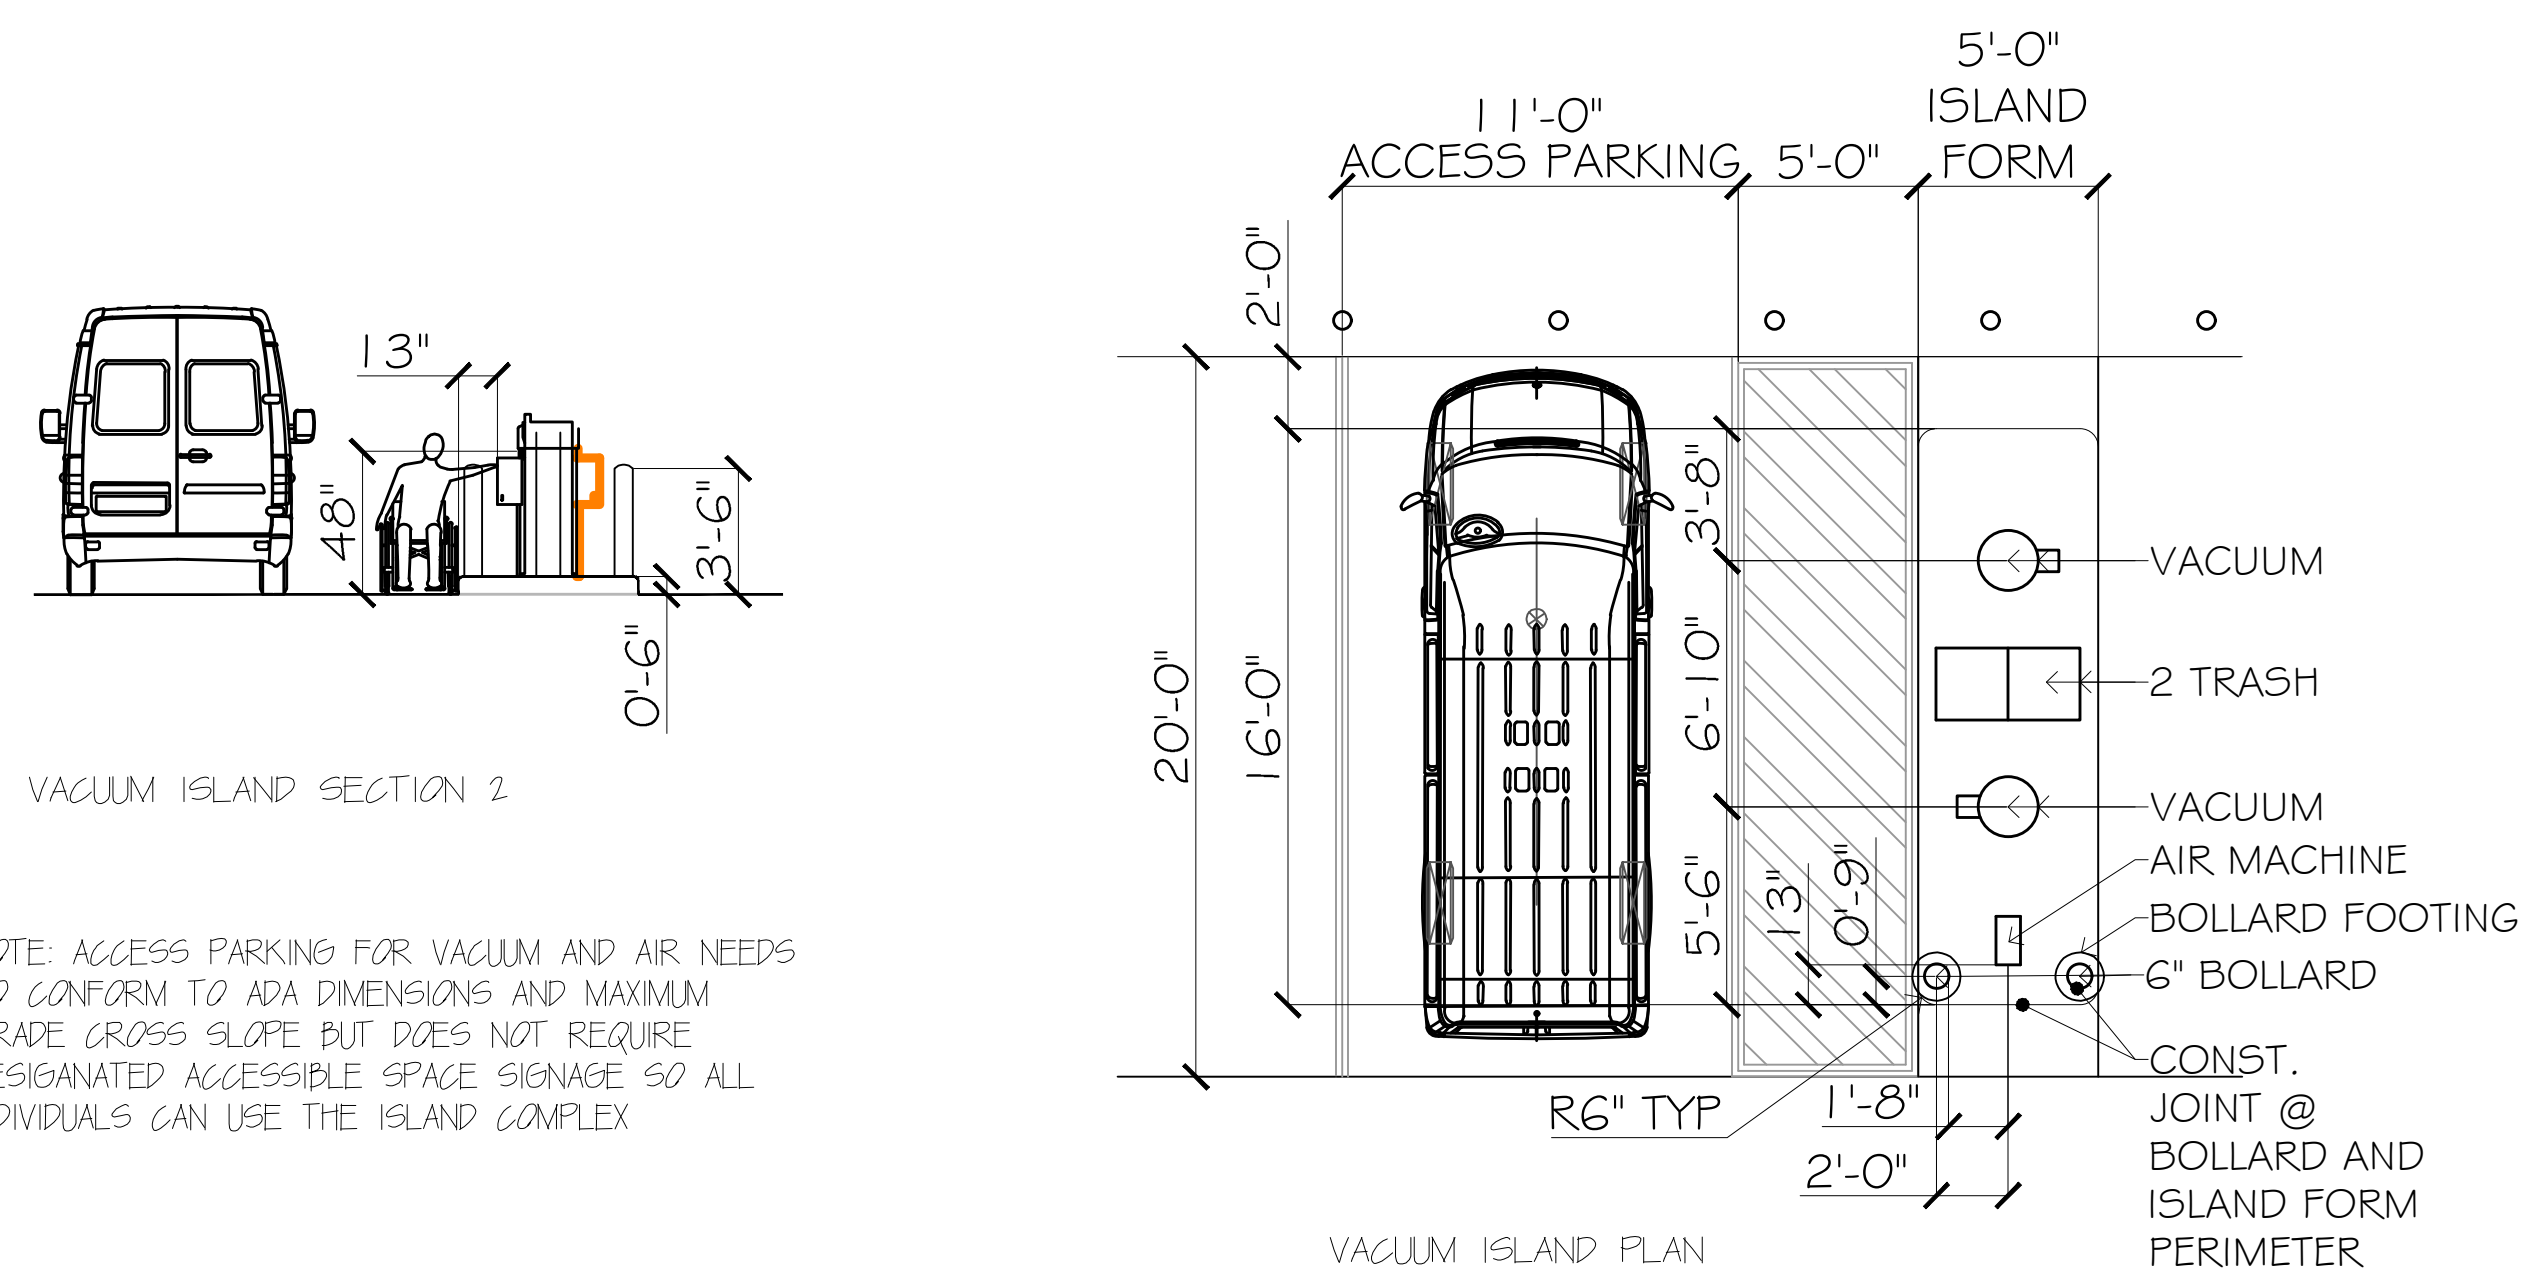 5'-0"
ISLAND
FORM
11'-0"
ACCESS PARKING
5'-0"
2'-0"
13"
48"
3'-6"
0'-6"
VACUUM ISLAND SECTION 2
OTE: ACCESS PARKING FOR VACUUM AND AIR NEEDS
O CONFORM TO ADA DIMENSIONS AND MAXIMUM
RADE CROSS SLOPE BUT DOES NOT REQUIRE
ESIGANATED ACCESSIBLE SPACE SIGNAGE SO ALL
DIVIDUALS CAN USE THE ISLAND COMPLEX
20'-0"
16'-0"
3'-8"
6'-10"
5'-6"
13"
0'-9"
VACUUM
2 TRASH
VACUUM
AIR MACHINE
BOLLARD FOOTING
6" BOLLARD
CONST.
JOINT @
BOLLARD AND
ISLAND FORM
PERIMETER
R6" TYP
1'-8"
2'-0"
VACUUM ISLAND PLAN